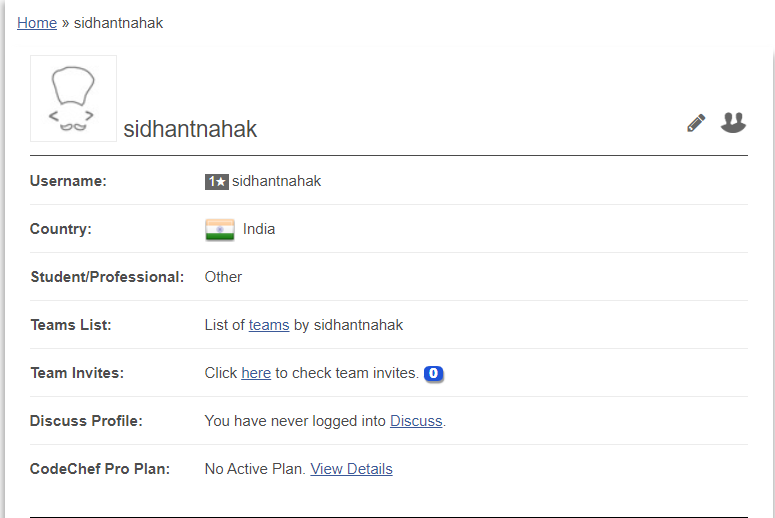 Home » sidhantnahak
sidhantnahak
Username: 1★ sidhantnahak
Country: India
Student/Professional: Other
Teams List: List of teams by sidhantnahak
Team Invites: Click here to check team invites. 0
Discuss Profile: You have never logged into Discuss.
CodeChef Pro Plan: No Active Plan. View Details